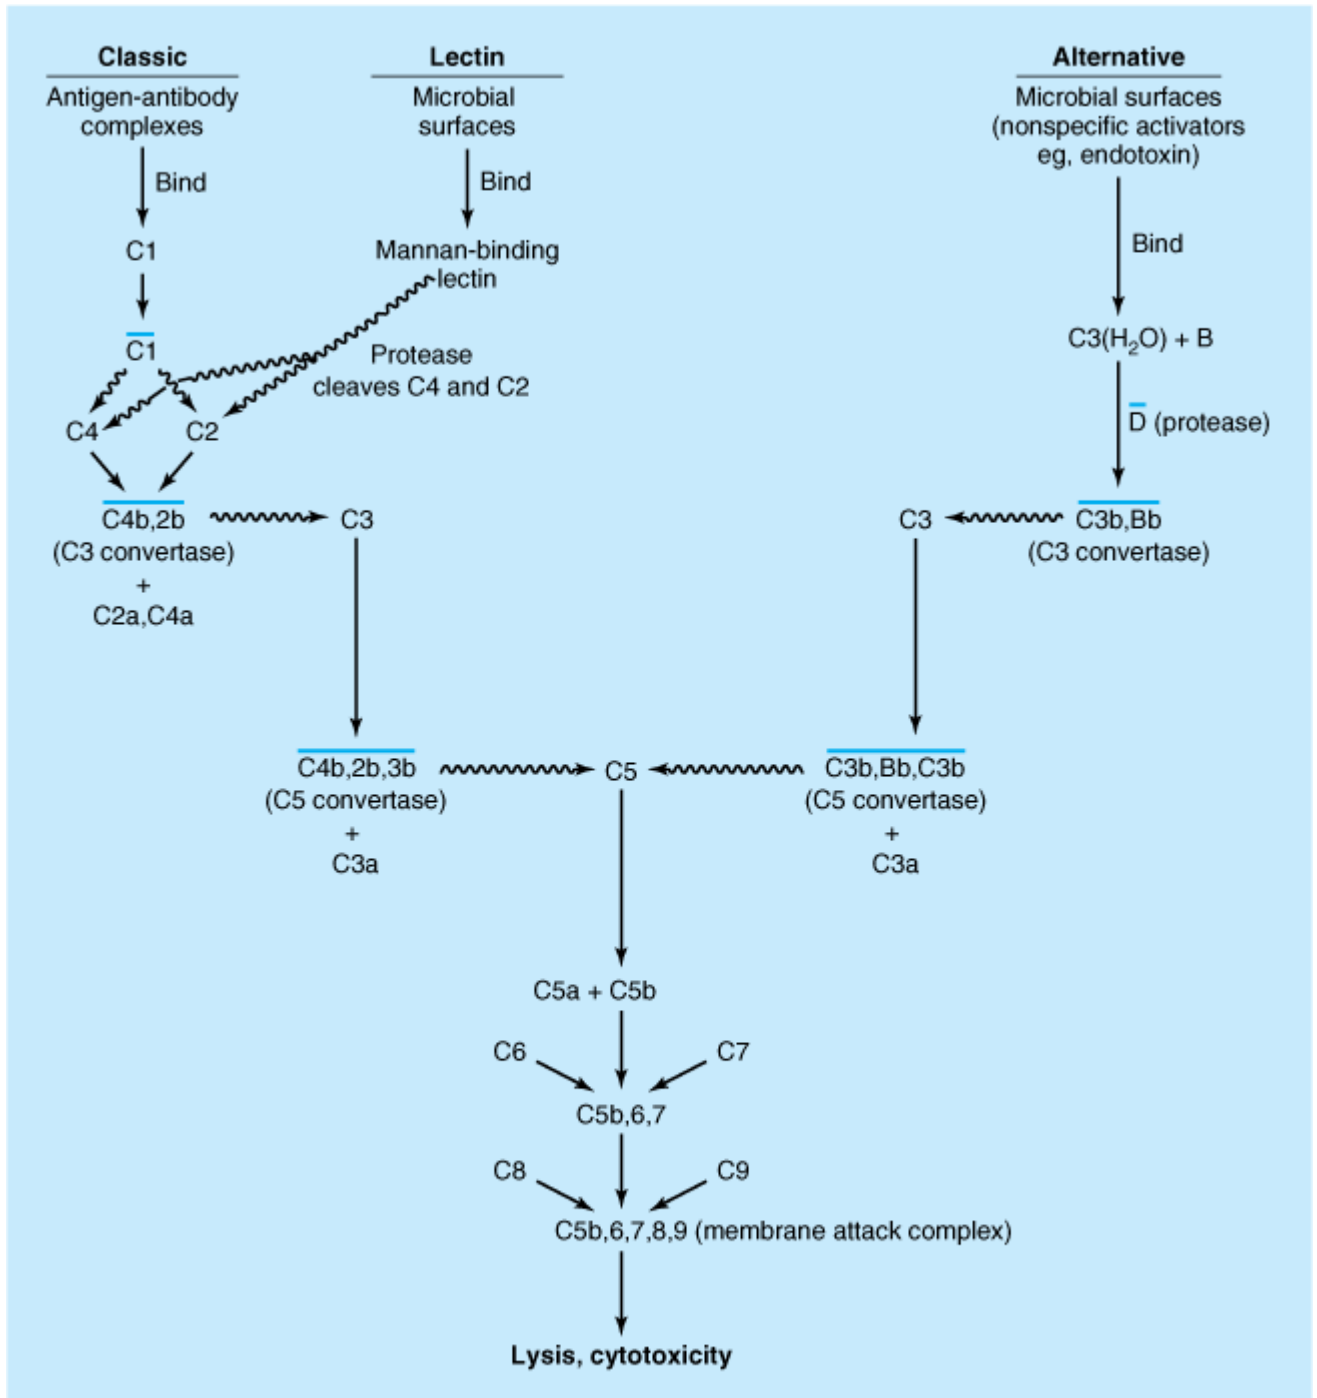 Classic
Antigen-antibody
complexes
Bind
C1
C1
C4
C2
C4b,2b
(C3 convertase)
+
C2a,C4a
Lectin
Microbial
surfaces
Bind
Mannan-binding
lectin
Protease
cleaves C4 and C2
C3
C4b,2b,3b
(C5 convertase)
+
C3a
Alternative
Microbial surfaces
(nonspecific activators
eg, endotoxin)
Bind
C3(H₂O) + B
D (protease)
C3b,Bb
(C3 convertase)
C3
C3b,Bb,C3b
(C5 convertase)
+
C3a
C5
C5a + C5b
C6
C7
C5b,6,7
C8
C9
C5b,6,7,8,9 (membrane attack complex)
Lysis, cytotoxicity